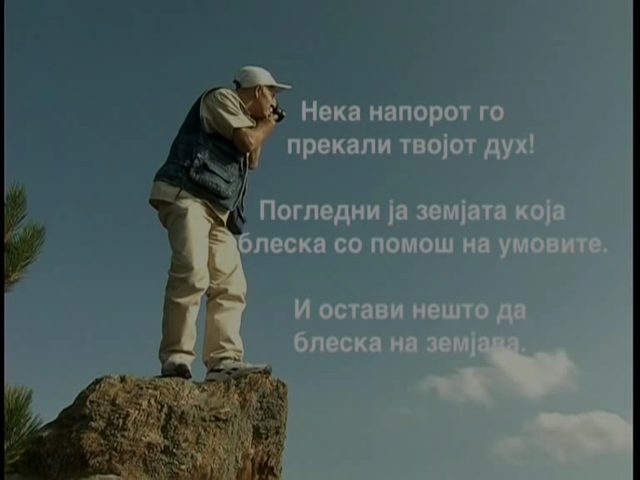 Нека напорот го
прекали твојот дух!
Погледни ја земјата која
блеска со помош на умовите.
И остави нешто да
блеска на земјава.